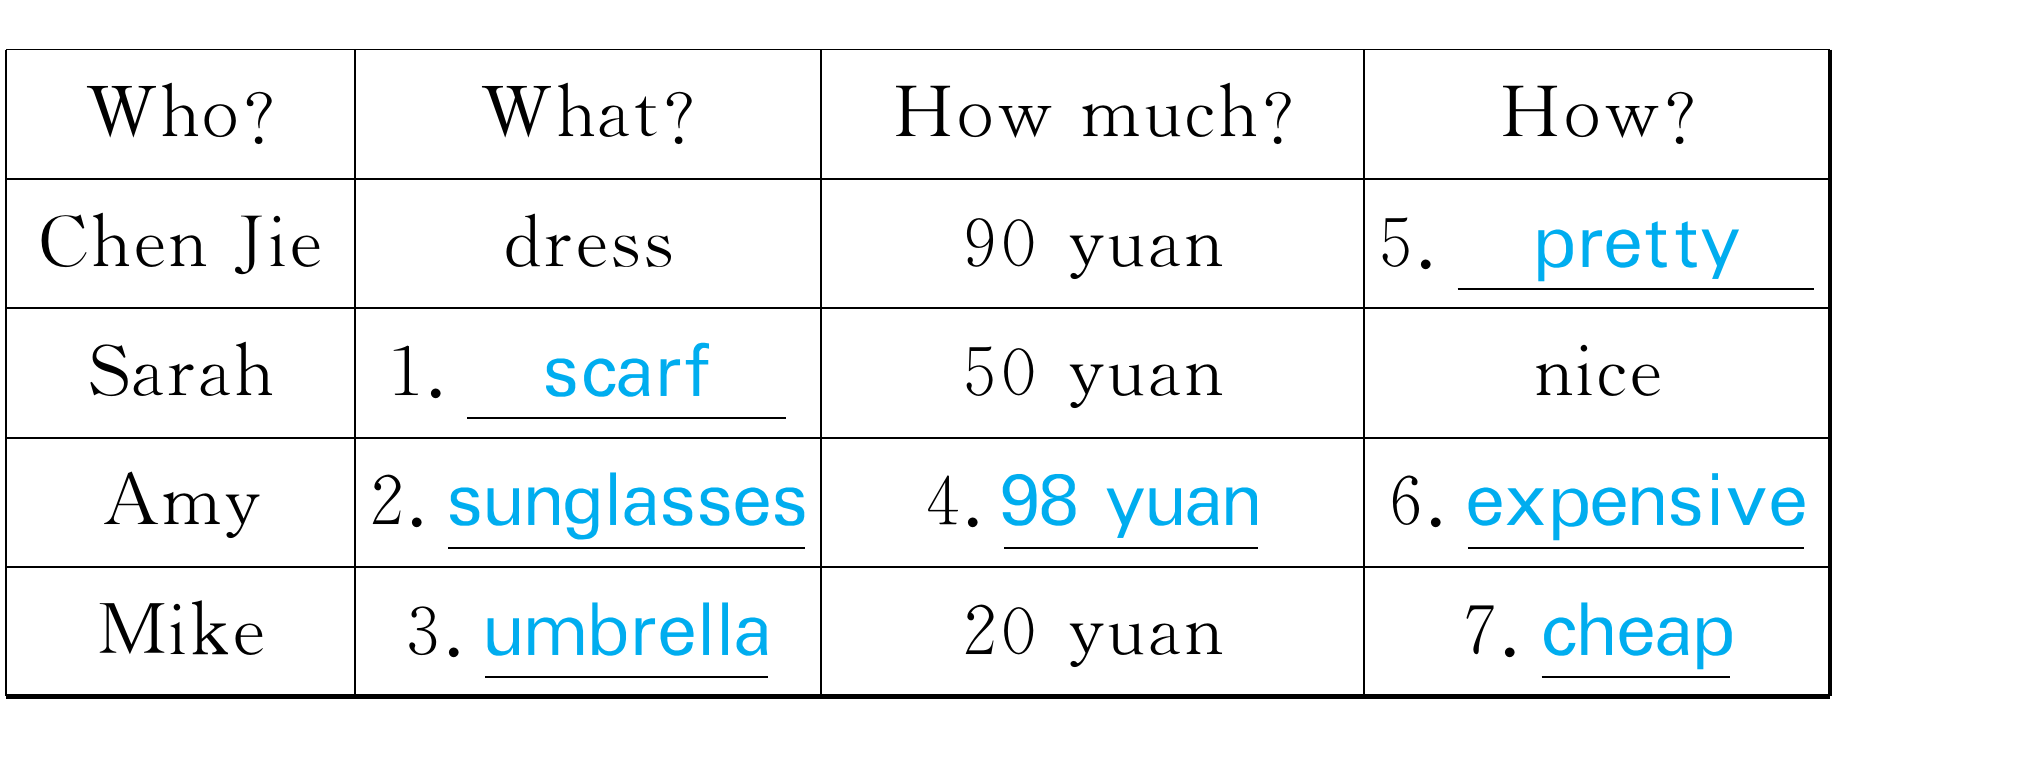 Who? What? How much? How?
Chen Jie dress 90 yuan 5. pretty
Sarah 1. scarf 50 yuan nice
Amy 2. sunglasses 4. 98 yuan 6. expensive
Mike 3. umbrella 20 yuan 7. cheap